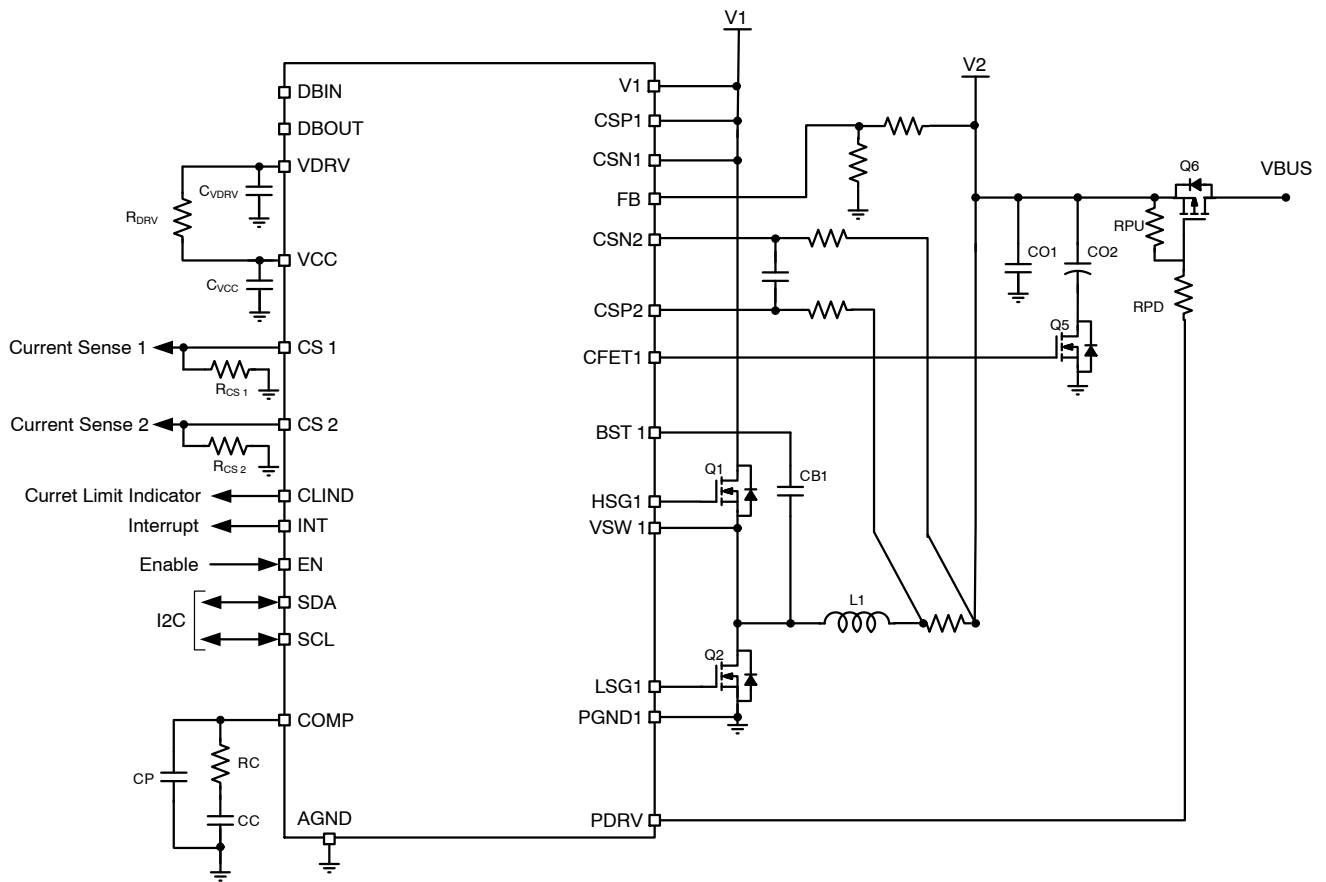 V1
V2
DBIN
DBOUT
VDRV
CVDRV
RDRV
VCC
CVCC
Current Sense 1
CS 1
RCS 1
Current Sense 2
CS 2
RCS 2
Curret Limit Indicator
CLIND
Interrupt
INT
Enable
EN
I2C
SDA
SCL
COMP
CP
RC
CC
AGND
V1
CSP1
CSN1
FB
CSN2
CSP2
CFET1
BST 1
HSG1
VSW 1
LSG1
PGND1
PDRV
Q1
CB1
L1
Q2
CO1
CO2
Q5
Q6
VBUS
RPU
RPD